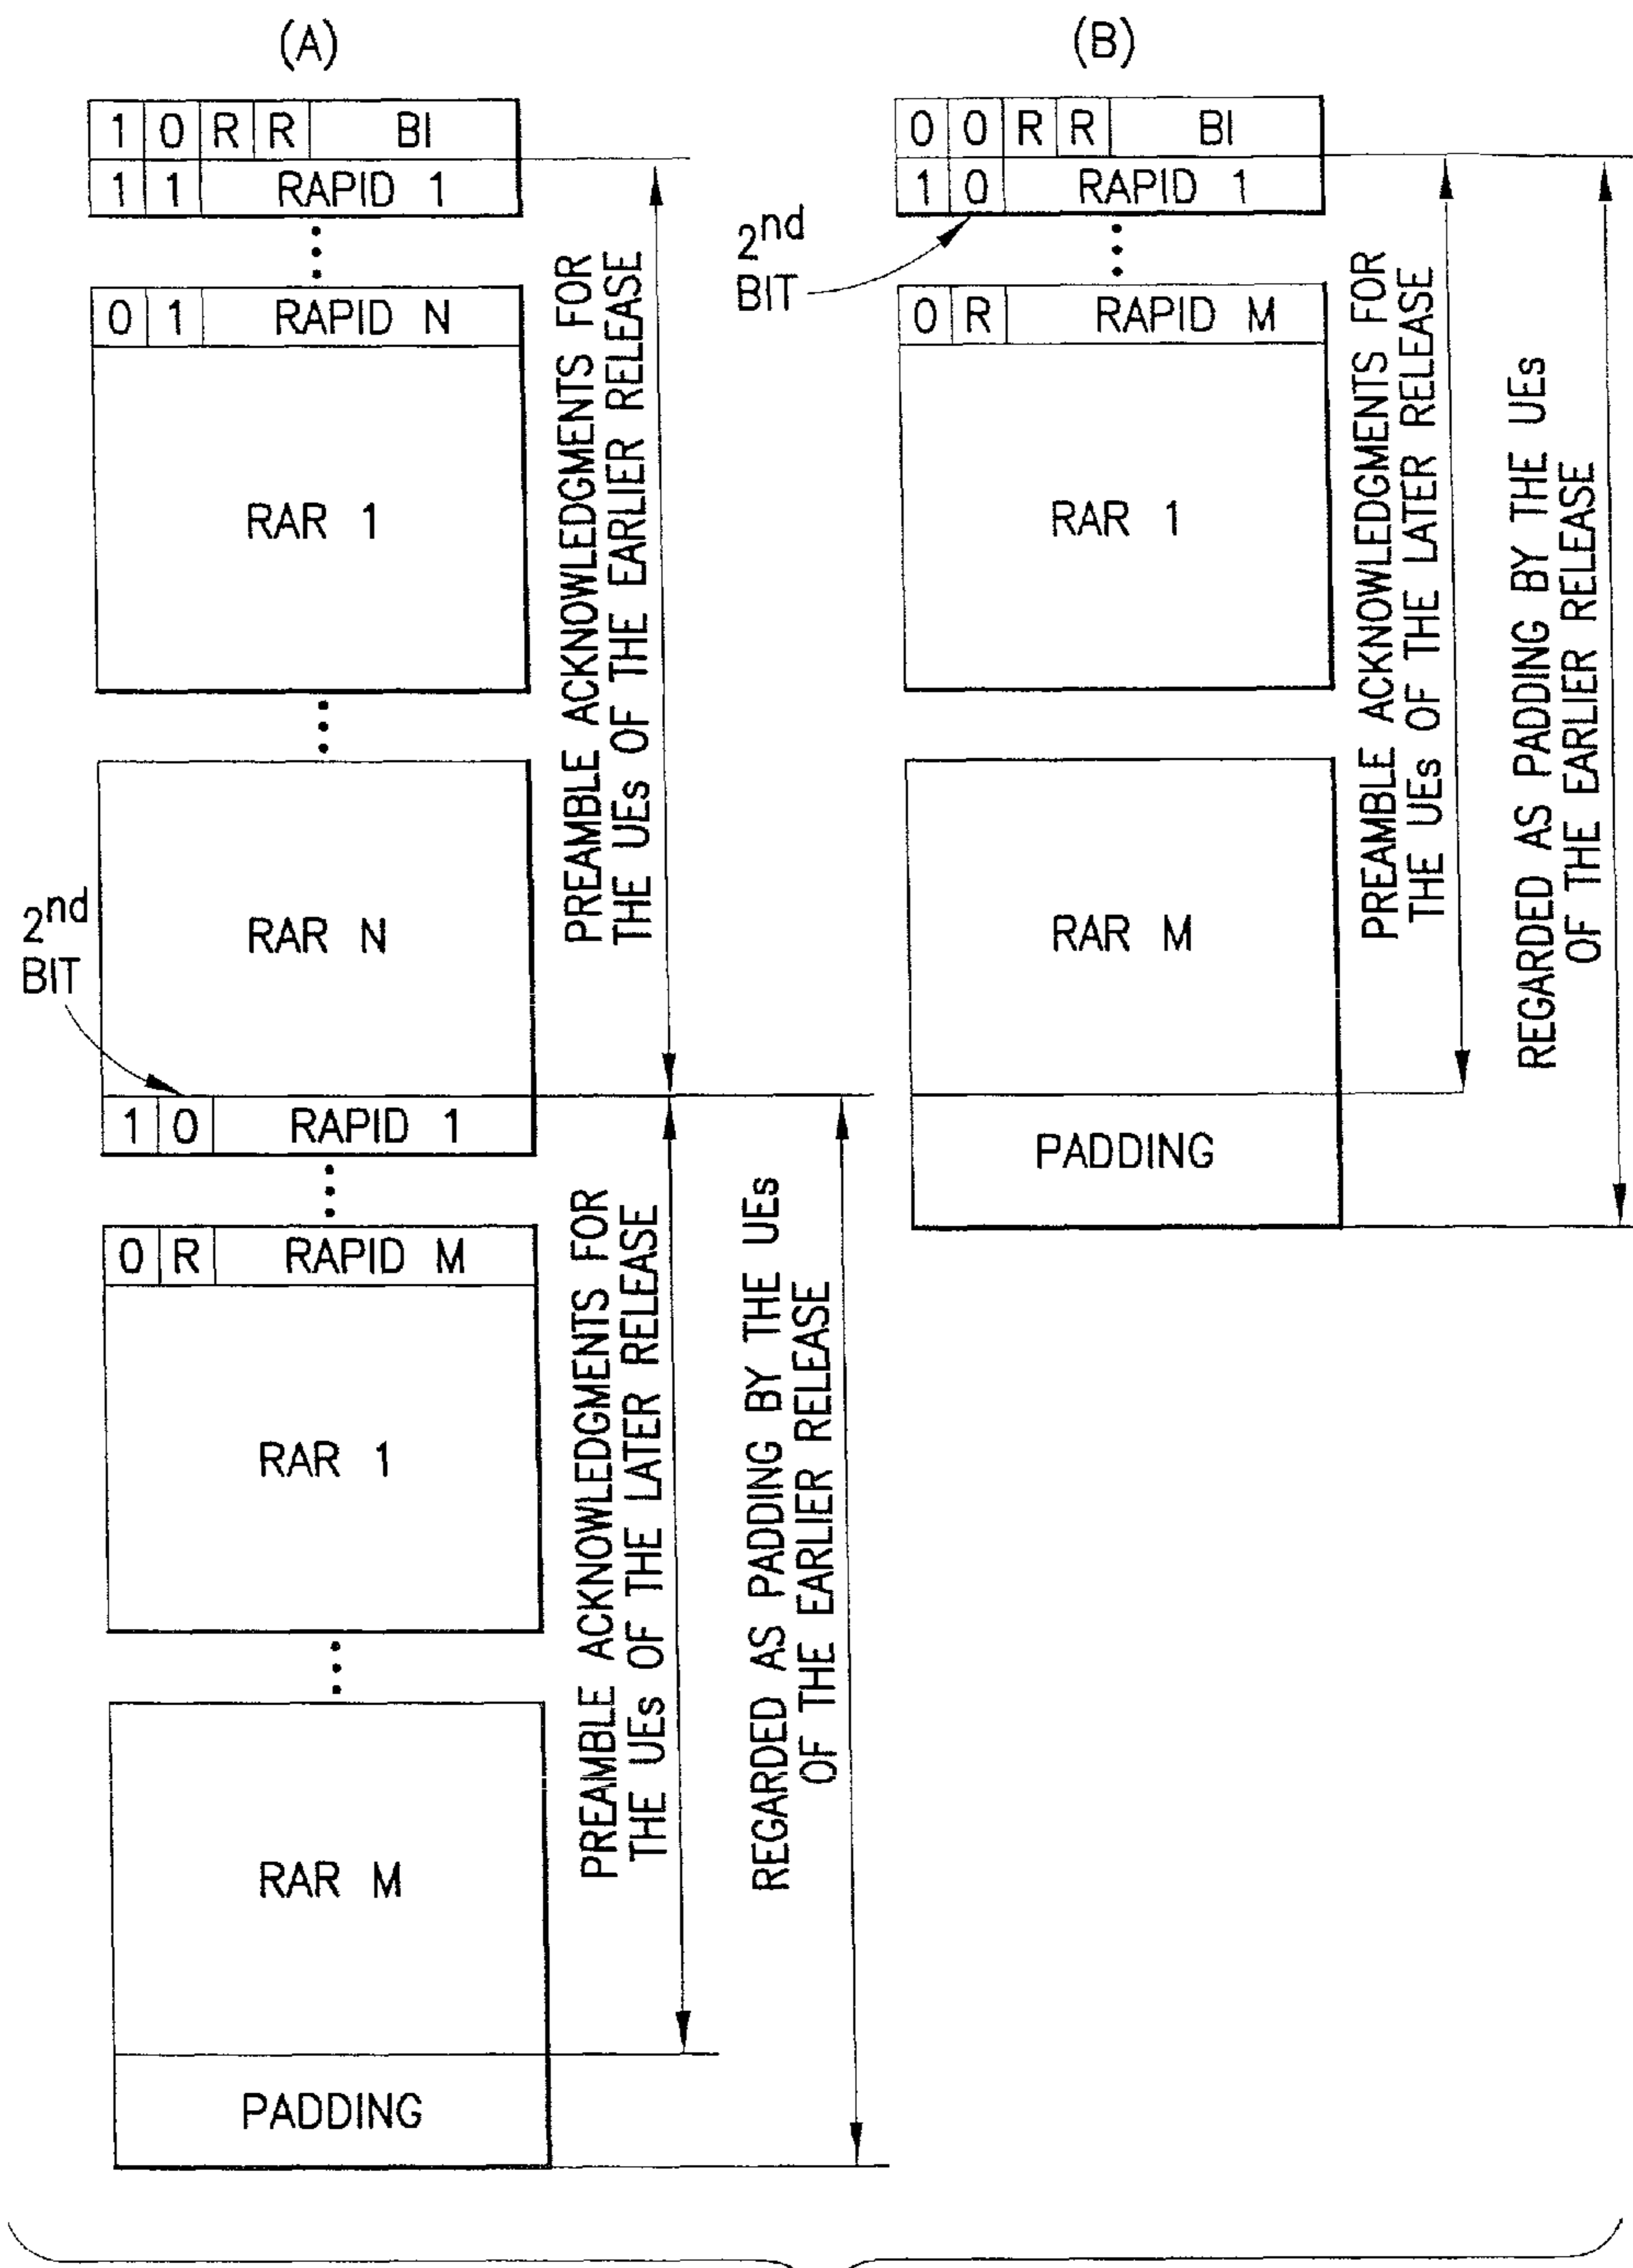 (A)
1 0 R R BI
1 1 RAPID 1
0 1 RAPID N
RAR 1
RAR N
2nd
BIT
1 0 RAPID 1
0 R RAPID M
RAR 1
RAR M
PADDING
PREAMBLE ACKNOWLEDGMENTS FOR
THE UEs OF THE EARLIER RELEASE
PREAMBLE ACKNOWLEDGMENTS FOR
THE UEs OF THE LATER RELEASE
REGARDED AS PADDING BY THE UEs
OF THE EARLIER RELEASE
(B)
0 0 R R BI
1 0 RAPID 1
2nd
BIT
0 R RAPID M
RAR 1
RAR M
PADDING
PREAMBLE ACKNOWLEDGMENTS FOR
THE UEs OF THE LATER RELEASE
REGARDED AS PADDING BY THE UEs
OF THE EARLIER RELEASE